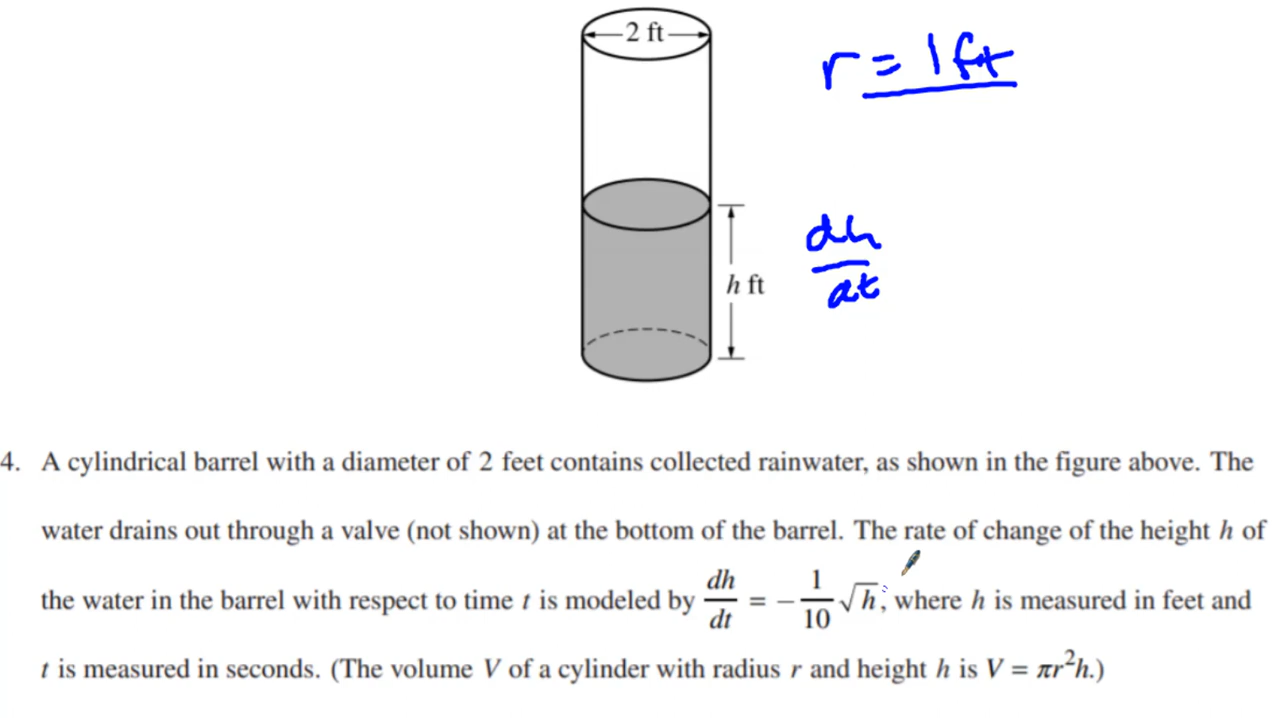 2 ft
r = 1 ft
h ft
dh
dt
4. A cylindrical barrel with a diameter of 2 feet contains collected rainwater, as shown in the figure above. The
water drains out through a valve (not shown) at the bottom of the barrel. The rate of change of the height h of
the water in the barrel with respect to time t is modeled by dh/dt = −1/10 √h, where h is measured in feet and
t is measured in seconds. (The volume V of a cylinder with radius r and height h is V = πr²h.)